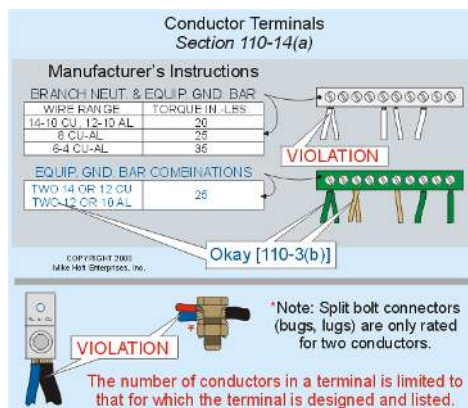 Conductor Terminals
Section 110-14(a)
Manufacturer's Instructions
BRANCH NEUT. & EQUIP. GND. BAR
WIRE RANGE TORQUE IN.-LBS.
14-10 CU, 12-10 AL 20
8 CU-AL 25
6-4 CU-AL 35
VIOLATION
EQUIP. GND. BAR COMBINATIONS
TWO 14 OR 12 CU
TWO 12 OR 10 AL
25
Okay [110-3(b)]
COPYRIGHT 2000
Mike Holt Enterprises, Inc.
VIOLATION
*
*Note: Split bolt connectors
(bugs, lugs) are only rated
for two conductors.
The number of conductors in a terminal is limited to
that for which the terminal is designed and listed.